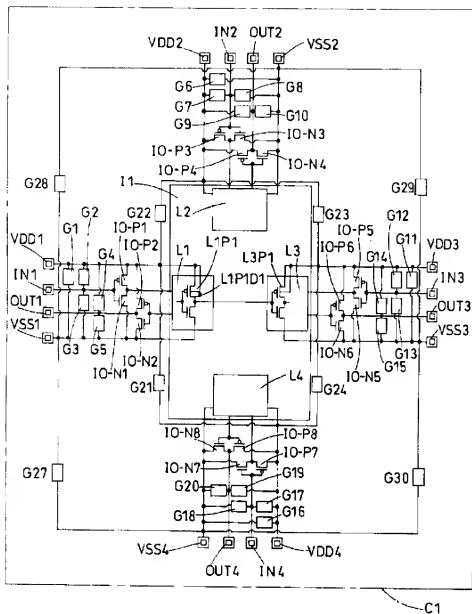 IN2 OUT2
VDD2 VSS2
G6 G8
G7
G9 G10
IO-P3 IO-N3
IO-P4 IO-N4
I1
G28 G29
L2
G22 G23
G2 IO-P1 IO-P5 G12
VDD1 G1 G4 IO-P2 L1 L1P1 L3P1 L3 IO-P6 G14 G11 VDD3
IN1 L1P1D1 IN3
OUT1 OUT3
VSS1 VSS3
G3 G5 IO-N2 IO-N6 G13
IO-N1 IO-N5 G15
G21 L4 G24
IO-N8 IO-P8
IO-N7 IO-P7
G27 G30
G20 G19
G18 G17
G16
VSS4 VDD4
OUT4 IN4
C1